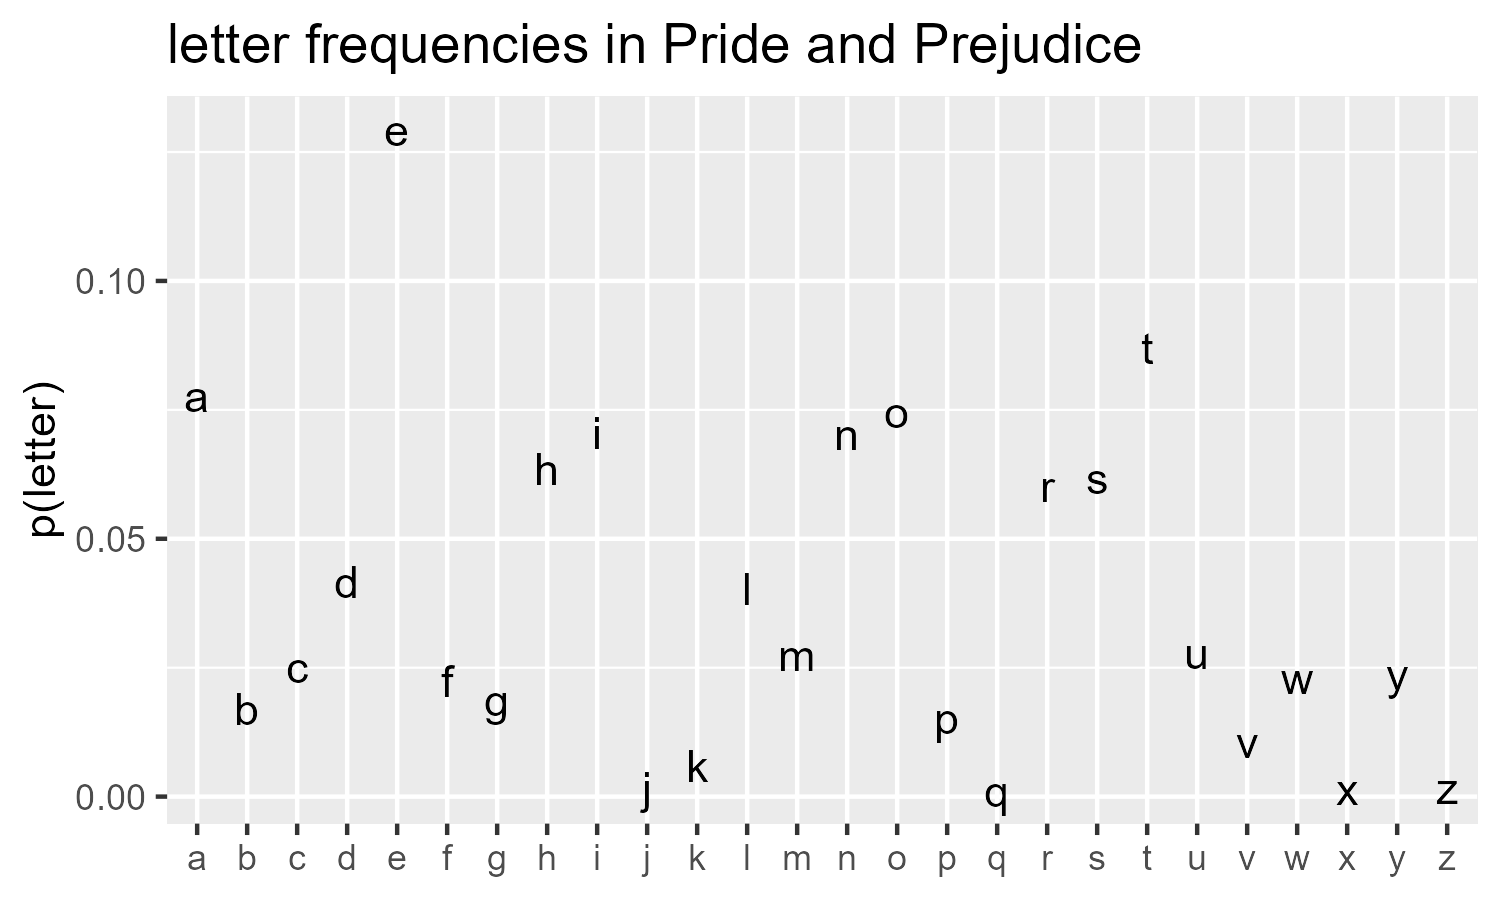 letter frequencies in Pride and Prejudice
p(letter)
0.10
0.05
0.00
e
t
a
o
i
n
h
s
r
d
l
u
m
c
y
f
w
g
b
p
v
k
j
x
z
q
a b c d e f g h i j k l m n o p q r s t u v w x y z